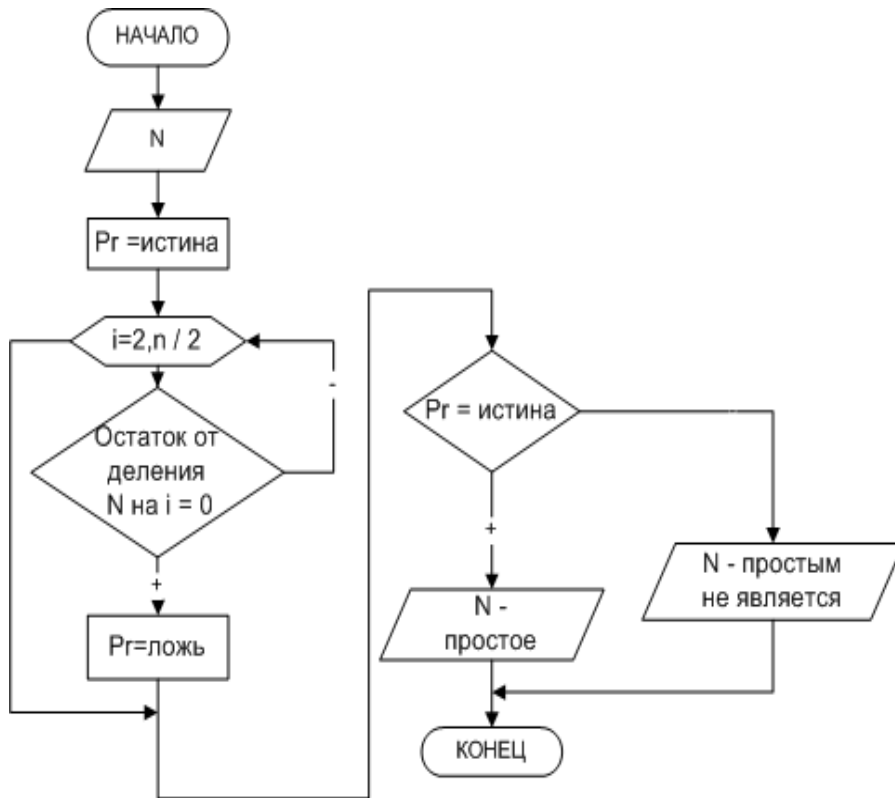 НАЧАЛО
N
Pr =истина
i=2,n / 2
-
Остаток от
деления
N на i = 0
+
Pr=ложь
Pr = истина
+
N -
простое
N - простым
не является
КОНЕЦ